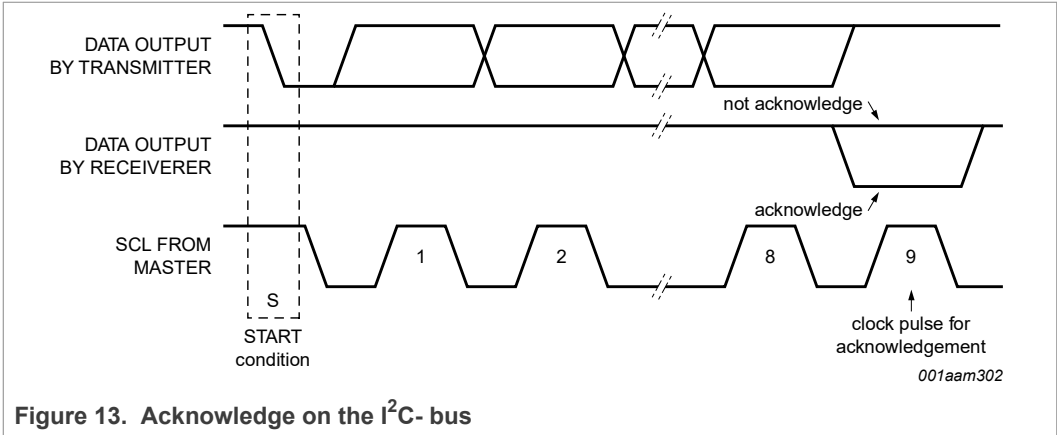 DATA OUTPUT
BY TRANSMITTER
not acknowledge
DATA OUTPUT
BY RECEIVERER
acknowledge
SCL FROM
MASTER
1
2
8
9
S
START
condition
clock pulse for
acknowledgement
001aam302
Figure 13. Acknowledge on the I²C- bus